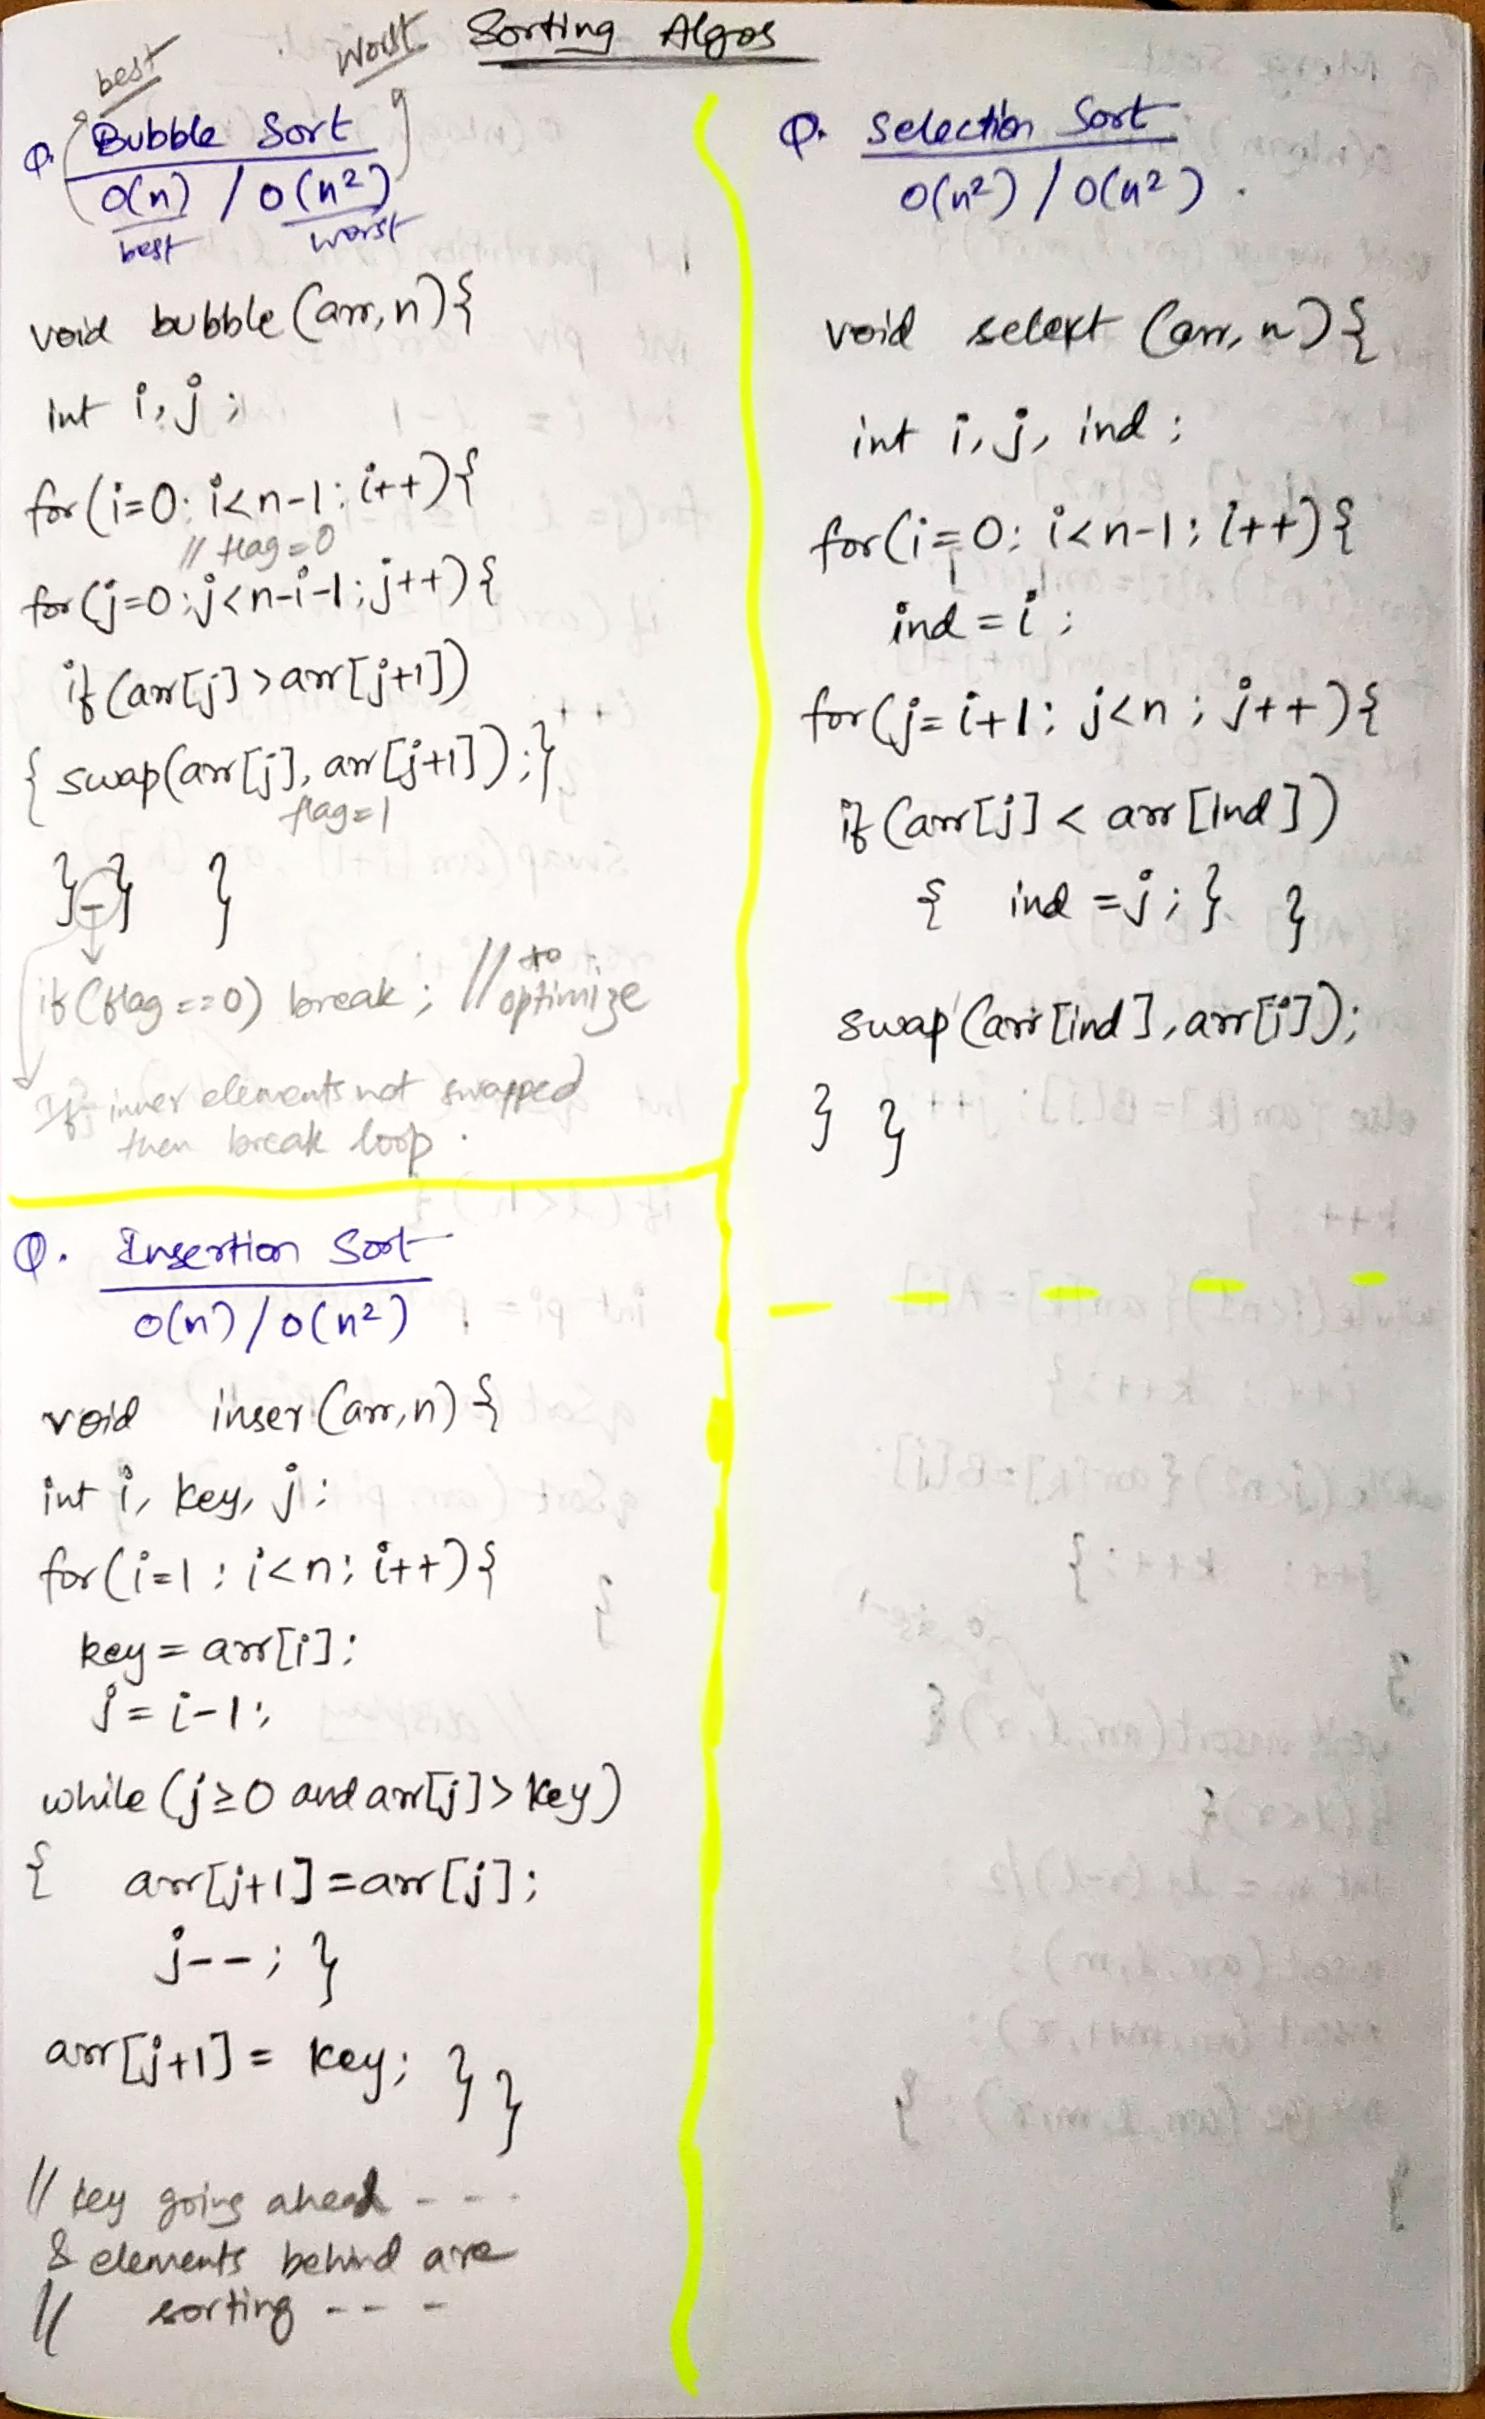 Sorting Algos
best
worst
Q. Bubble Sort
O(n) / O(n²)
best worst
void bubble (arr, n) {
int i, j ;
for (i=0; i<n-1; i++) {
// flag = 0
for (j=0; j<n-i-1; j++) {
if (arr[j] > arr[j+1])
{ swap(arr[j], arr[j+1]); }
flag=1
} - } }
if (flag ==0) break ; // to optimize
If inner elements not swapped
then break loop .
Q. Insertion Sort
O(n) / O(n²)
void inser (arr, n) {
int i, key, j ;
for (i=1 ; i<n; i++) {
key = arr[i];
j = i-1;
while (j ≥ 0 and arr[j] > key)
{ arr[j+1] = arr[j];
j-- ; }
arr[j+1] = key; } }
// key going ahead - - -
& elements behind are
// sorting - - -
Q. Selection Sort
O(n²) / O(n²) .
void select (arr, n) {
int i, j, ind ;
for (i=0; i<n-1; i++) {
ind = i ;
for (j= i+1; j<n ; j++) {
if (arr[j] < arr [ind])
{ ind = j ; } }
swap (arr [ind], arr[i]);
} }